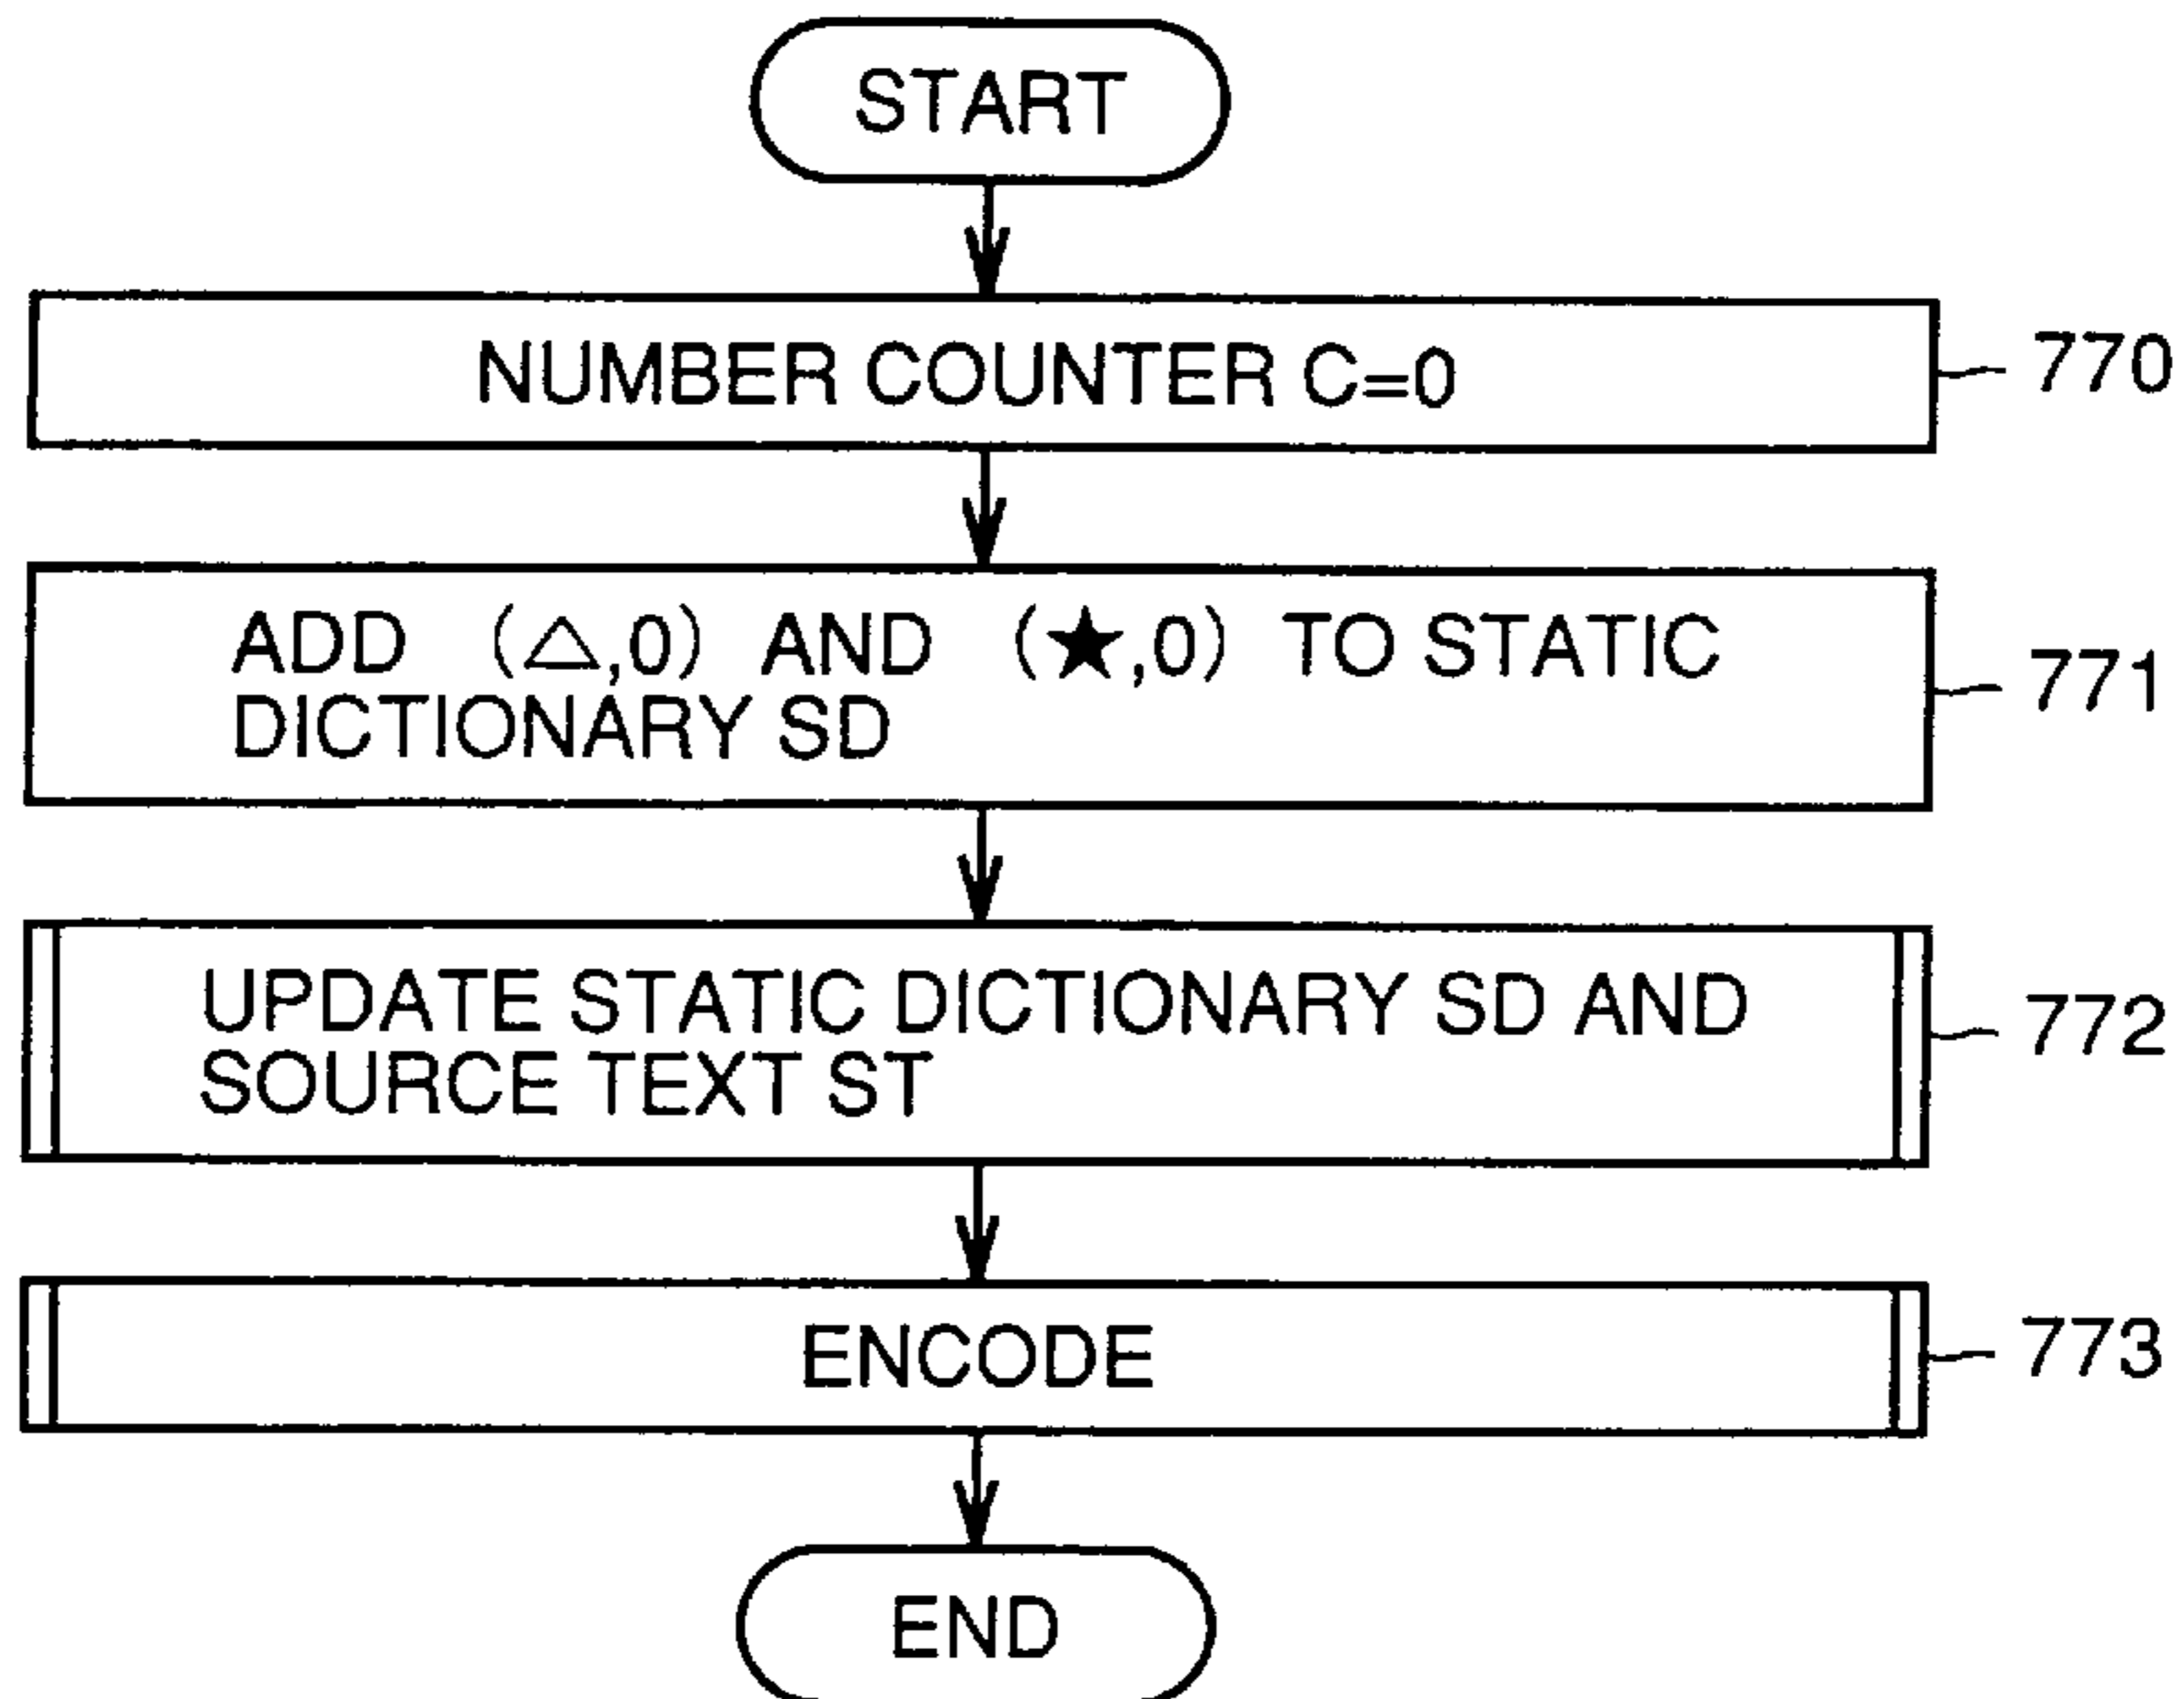 START
NUMBER COUNTER C=0
770
ADD (△,0) AND (★,0) TO STATIC
DICTIONARY SD
771
UPDATE STATIC DICTIONARY SD AND
SOURCE TEXT ST
772
ENCODE
773
END